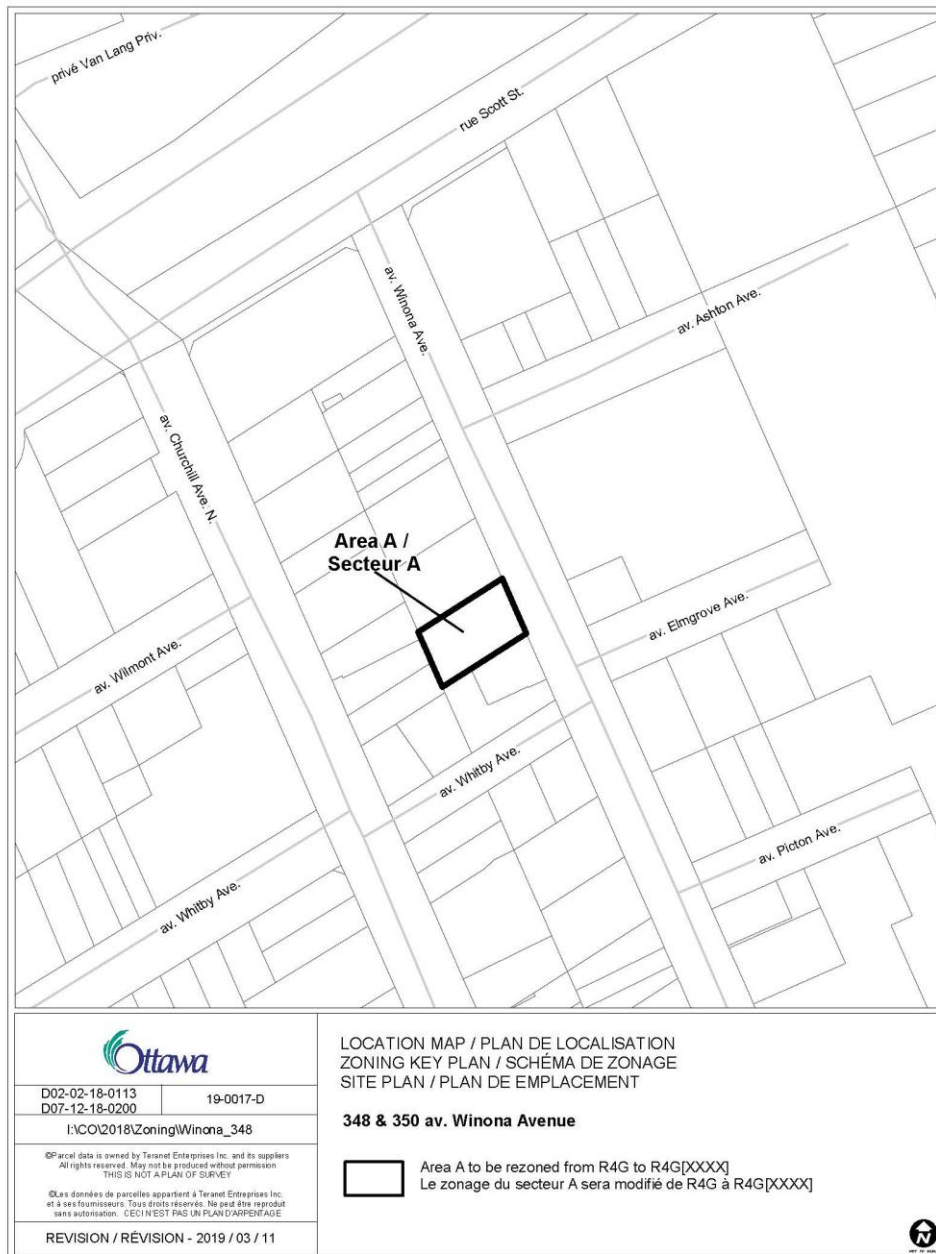 privé Van Lang Priv.
rue Scott St.
av. Winona Ave.
av. Ashton Ave.
av. Churchill Ave. N.
Area A /
Secteur A
av. Elmgrove Ave.
av. Wilmont Ave.
av. Whitby Ave.
av. Picton Ave.
av. Whitby Ave.
Ottawa
D02-02-18-0113
D07-12-18-0200
19-0017-D
I:\CO\2018\Zoning\Winona_348
©Parcel data is owned by Teranet Enterprises Inc. and its suppliers
All rights reserved. May not be produced without permission
THIS IS NOT A PLAN OF SURVEY
©Les données de parcelles appartient à Teranet Entreprises Inc.
et à ses fournisseurs. Tous droits réservés. Ne peut être reproduit
sans autorisation. CECI N'EST PAS UN PLAN D'ARPENTAGE
REVISION / RÉVISION - 2019 / 03 / 11
LOCATION MAP / PLAN DE LOCALISATION
ZONING KEY PLAN / SCHÉMA DE ZONAGE
SITE PLAN / PLAN DE EMPLACEMENT
348 & 350 av. Winona Avenue
Area A to be rezoned from R4G to R4G[XXXX]
Le zonage du secteur A sera modifié de R4G à R4G[XXXX]
N